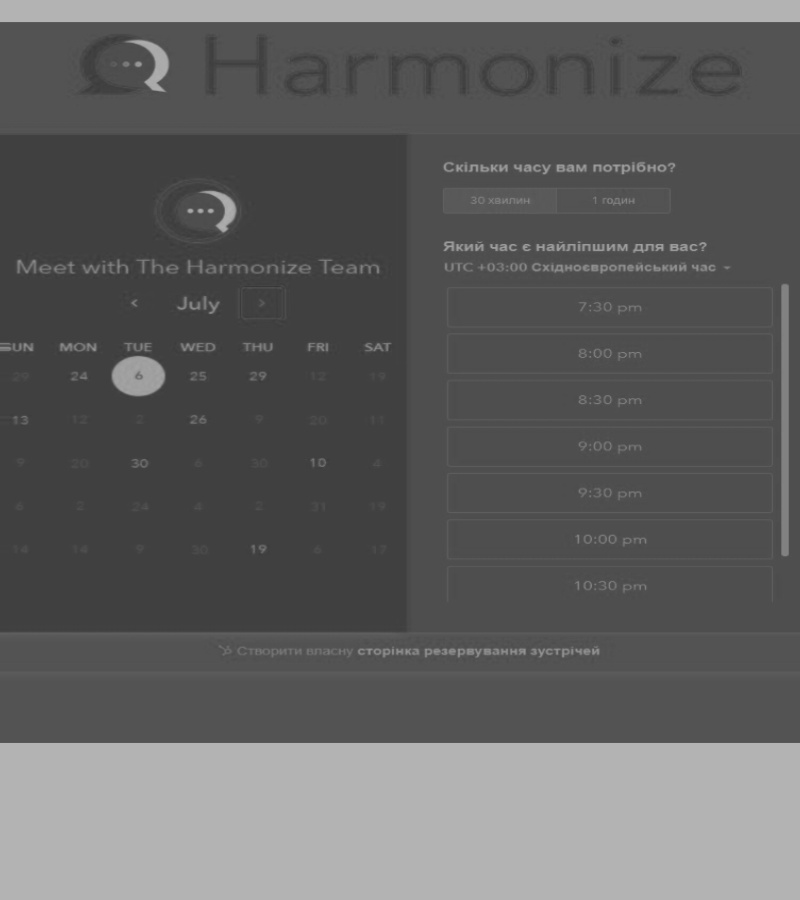 Harmonize
Meet with The Harmonize Team
July
SUN MON TUE WED THU FRI SAT
29 24 6 25 29 12 19
13 12 2 26 9 20 11
9 20 30 6 30 10 4
6 2 24 4 2 31 19
14 14 9 30 19 6 17
Скільки часу вам потрібно?
30 хвилин 1 годин
Який час є найліпшим для вас?
UTC +03:00 Східноєвропейський час
7:30 pm
8:00 pm
8:30 pm
9:00 pm
9:30 pm
10:00 pm
10:30 pm
Створити власну сторінка резервування зустрічей